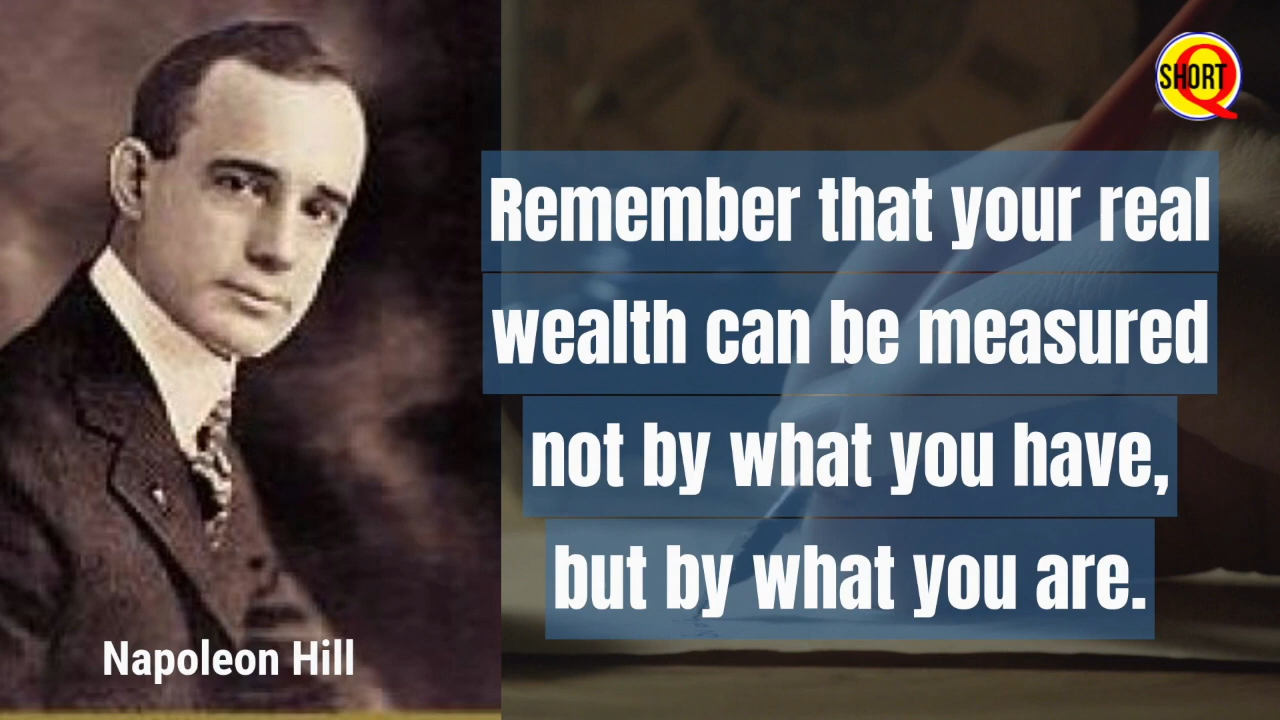 SHORT Q
Remember that your real
wealth can be measured
not by what you have,
but by what you are.
Napoleon Hill